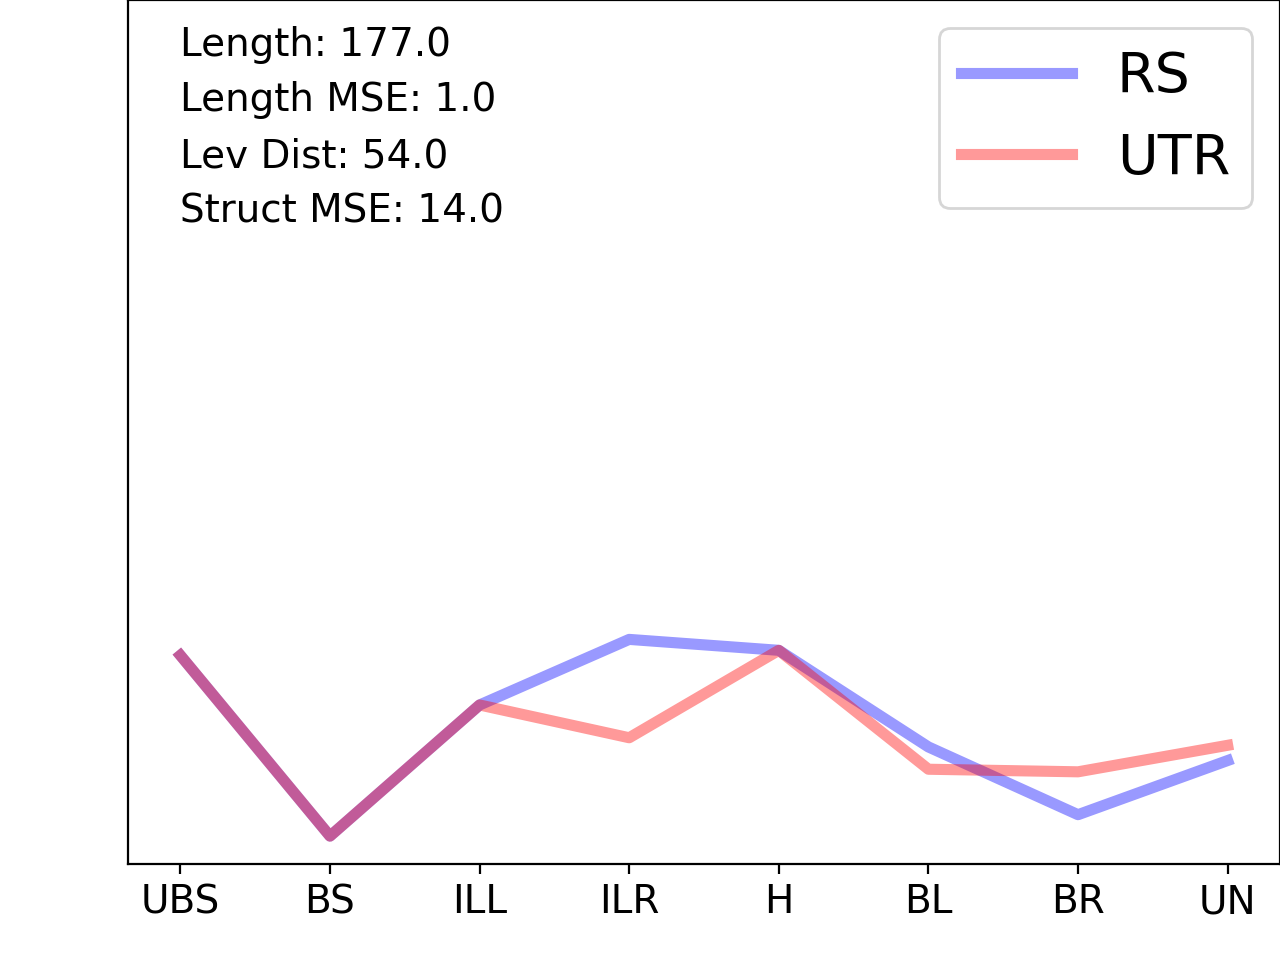 Length: 177.0
Length MSE: 1.0
Lev Dist: 54.0
Struct MSE: 14.0
RS
UTR
UBS BS ILL ILR H BL BR UN